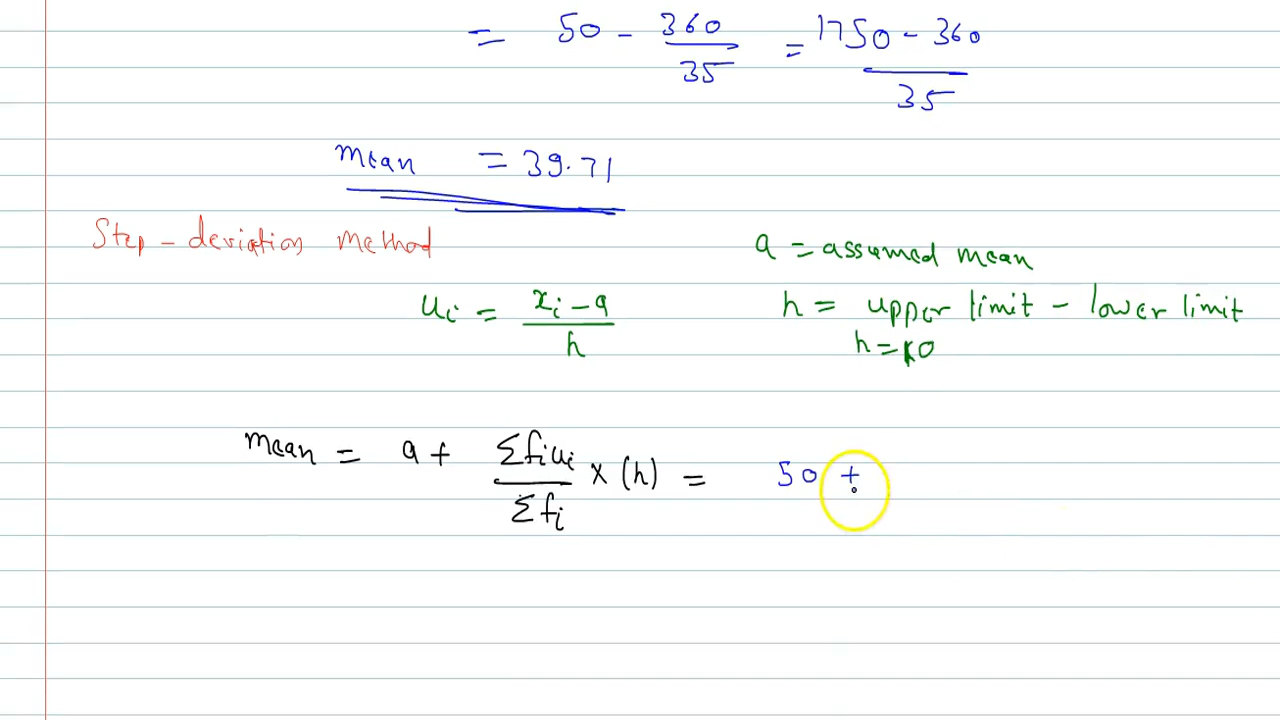 = 50 - 360/35 = 1750 - 360/35
mean = 39.71
Step - deviation method
a = assumed mean
ui = xi - a/h
h = upper limit - lower limit
h = 10
mean = a + Σfiui/Σfi × (h) = 50 +